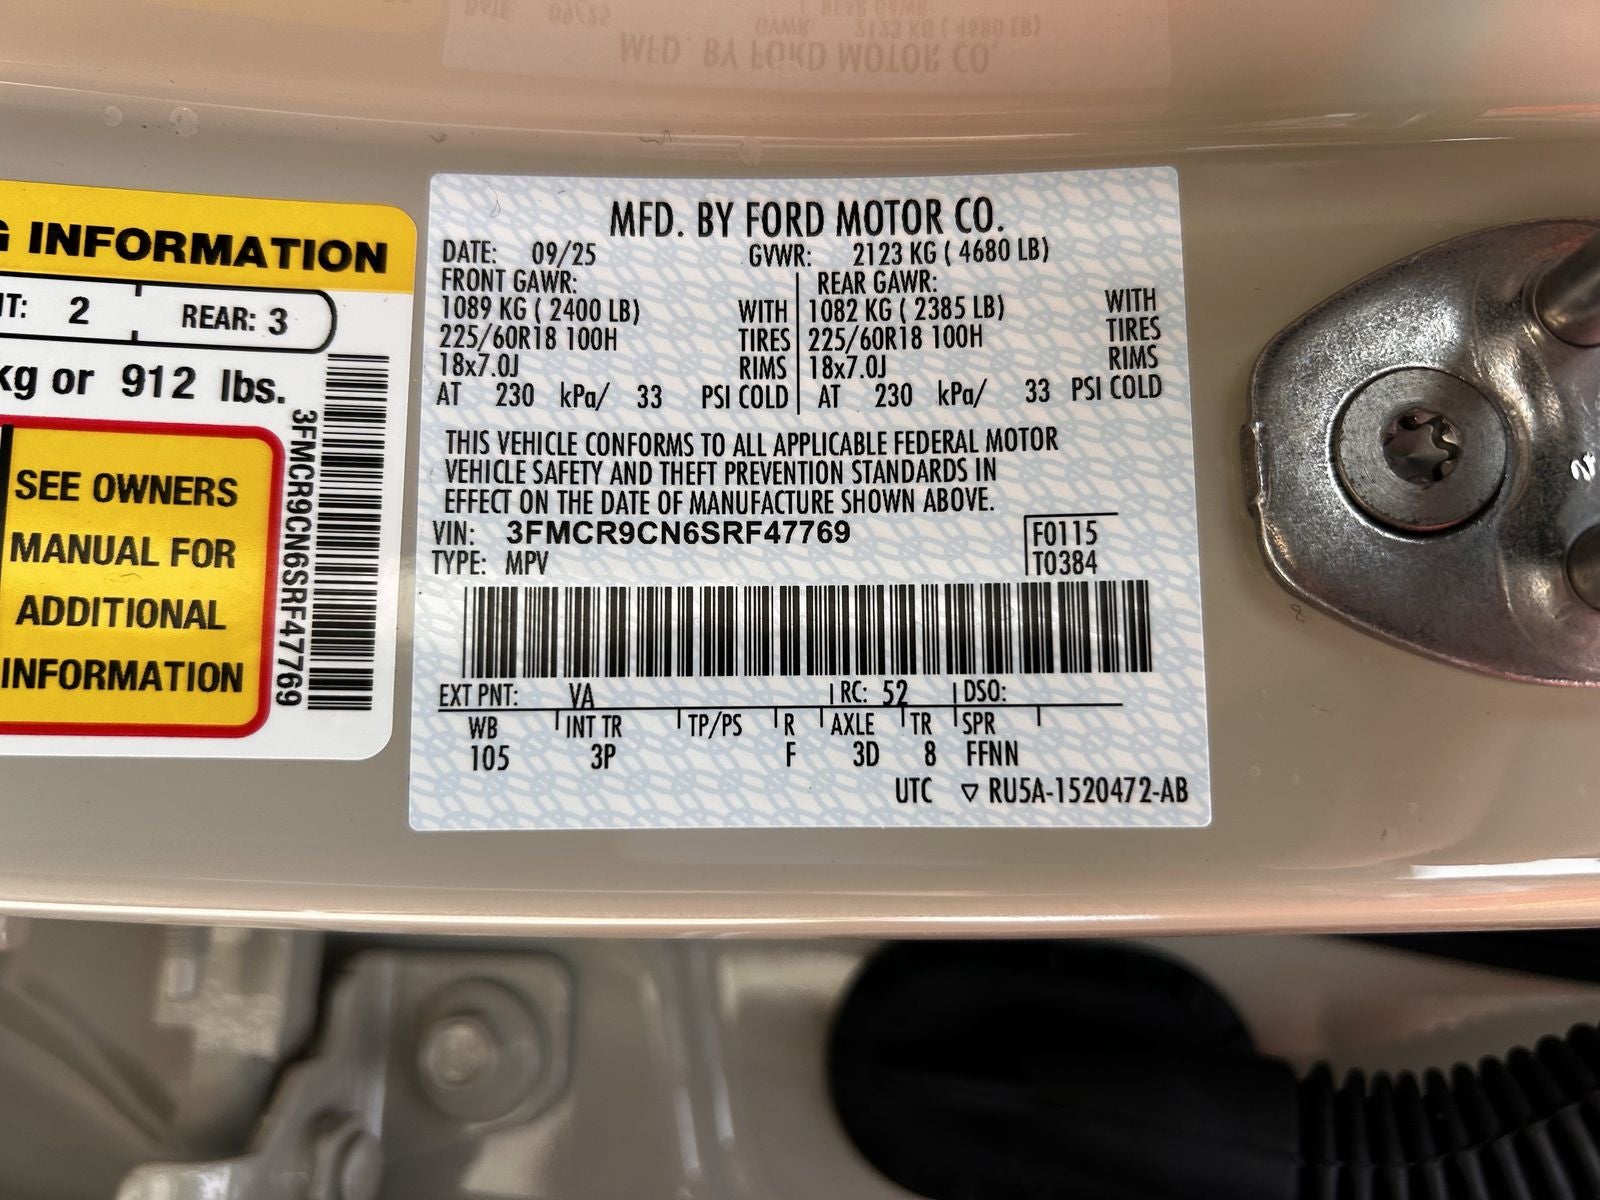 G INFORMATION
T: 2 REAR: 3
kg or 912 lbs.
SEE OWNERS
MANUAL FOR
ADDITIONAL
INFORMATION
3FMCR9CN6SRF47769
MFD. BY FORD MOTOR CO.
DATE: 09/25 GVWR: 2123 KG ( 4680 LB)
FRONT GAWR: REAR GAWR:
1089 KG ( 2400 LB) WITH 1082 KG ( 2385 LB) WITH
225/60R18 100H TIRES 225/60R18 100H TIRES
18x7.0J RIMS 18x7.0J RIMS
AT 230 kPa/ 33 PSI COLD AT 230 kPa/ 33 PSI COLD
THIS VEHICLE CONFORMS TO ALL APPLICABLE FEDERAL MOTOR
VEHICLE SAFETY AND THEFT PREVENTION STANDARDS IN
EFFECT ON THE DATE OF MANUFACTURE SHOWN ABOVE.
VIN: 3FMCR9CN6SRF47769 F0115
TYPE: MPV T0384
EXT PNT: VA RC: 52 DSO:
WB INT TR TP/PS R AXLE TR SPR
105 3P F 3D 8 FFNN
UTC ▽ RU5A-1520472-AB